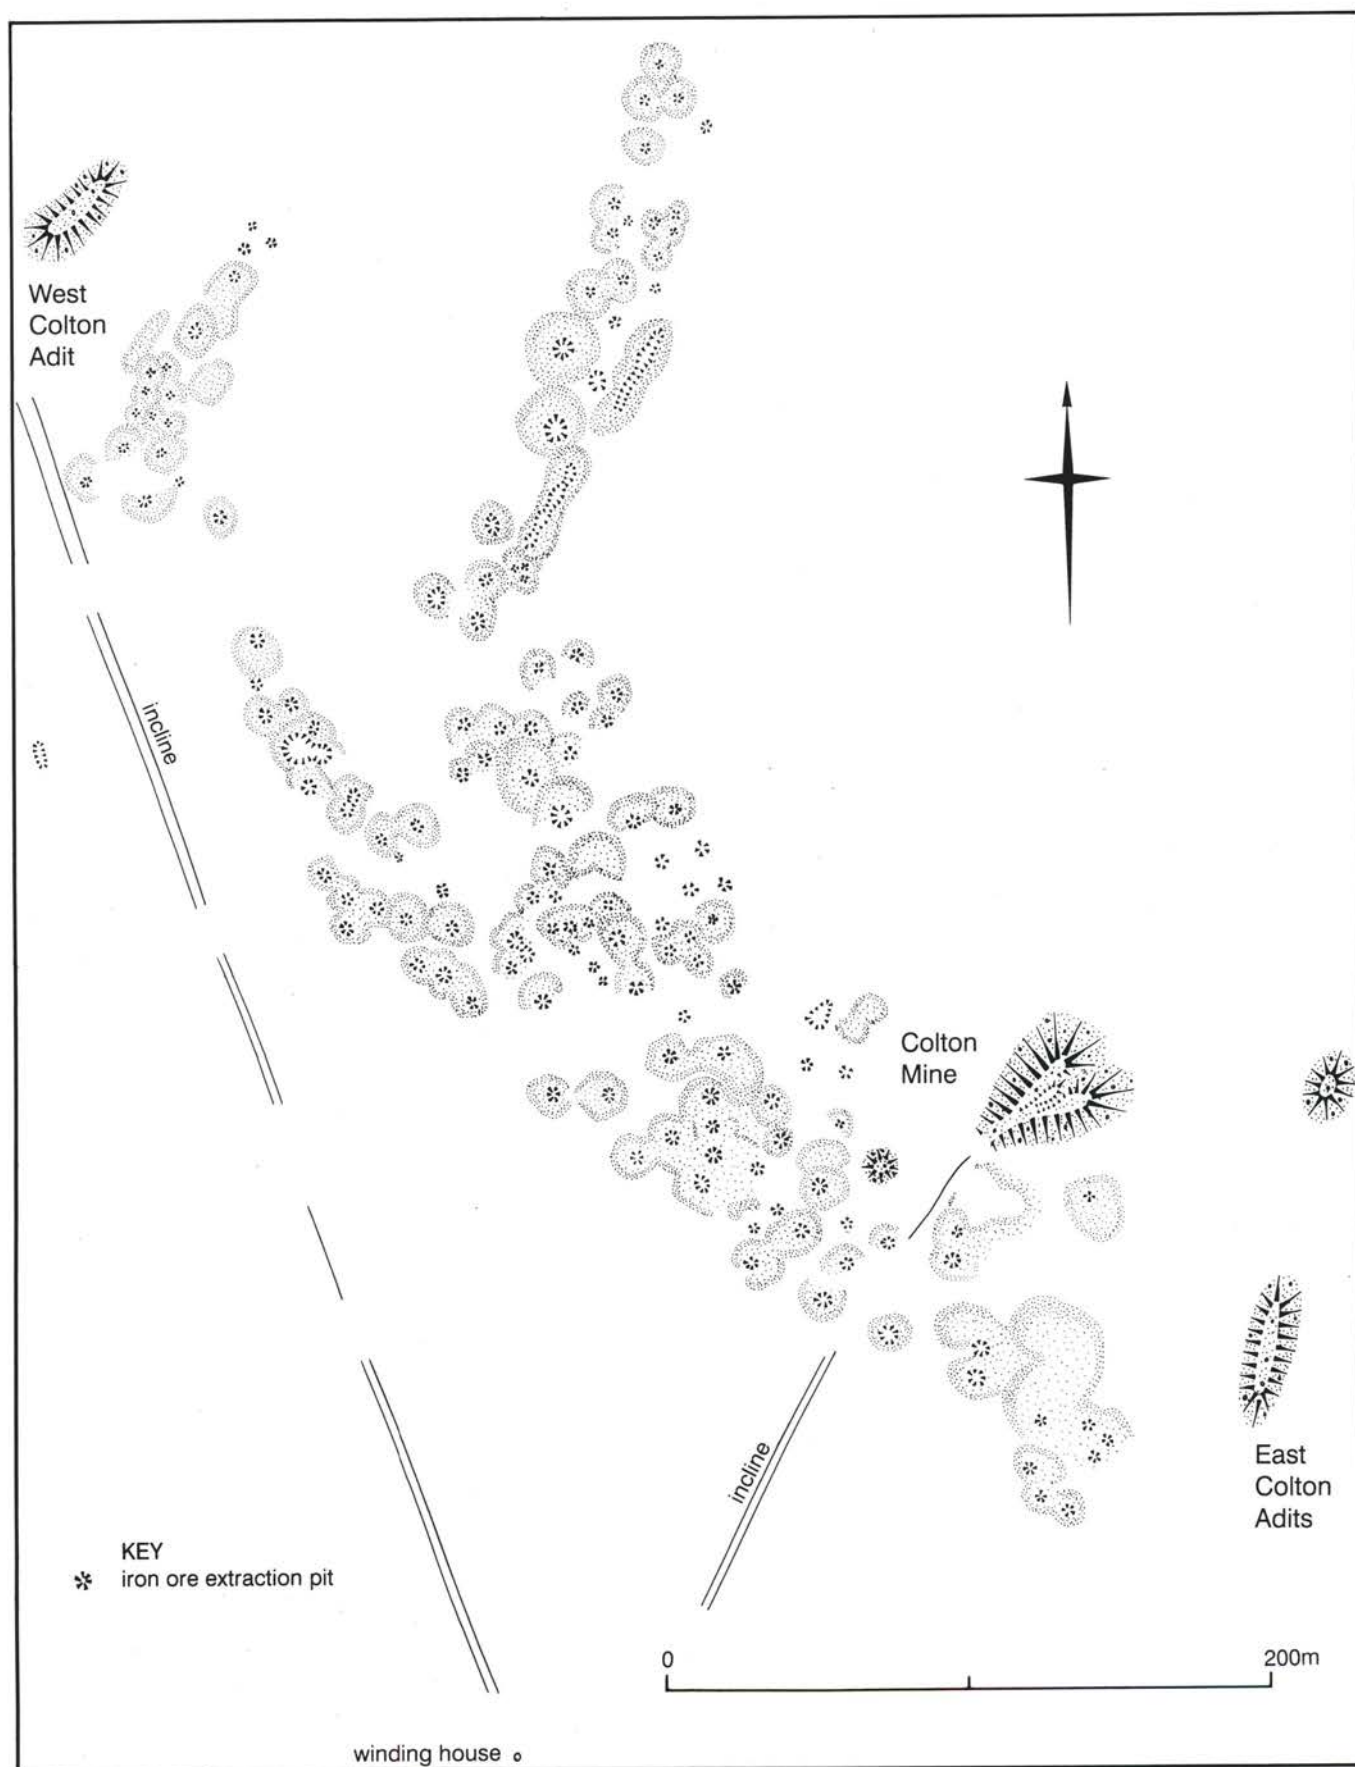 West
Colton
Adit
incline
Colton
Mine
incline
East
Colton
Adits
KEY
iron ore extraction pit
0
200m
winding house